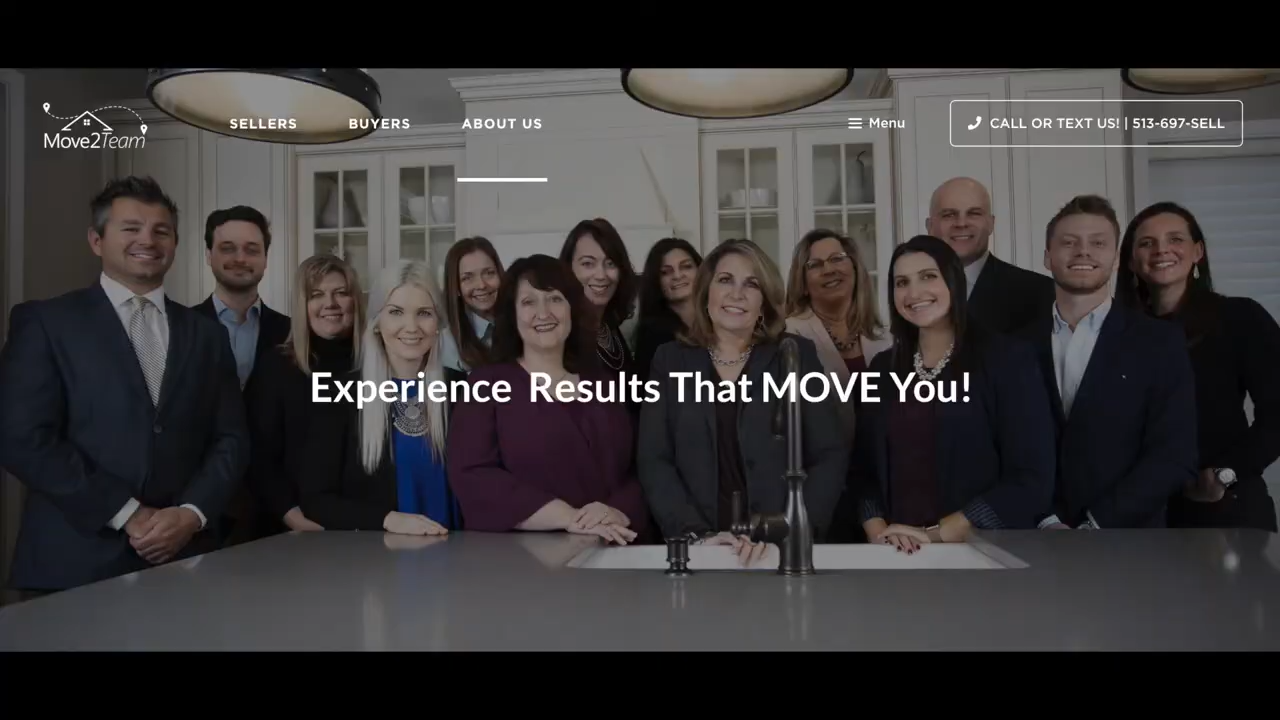 SELLERS
BUYERS
ABOUT US
Menu
CALL OR TEXT US! | 513-697-SELL
Move2Team
Experience Results That MOVE You!